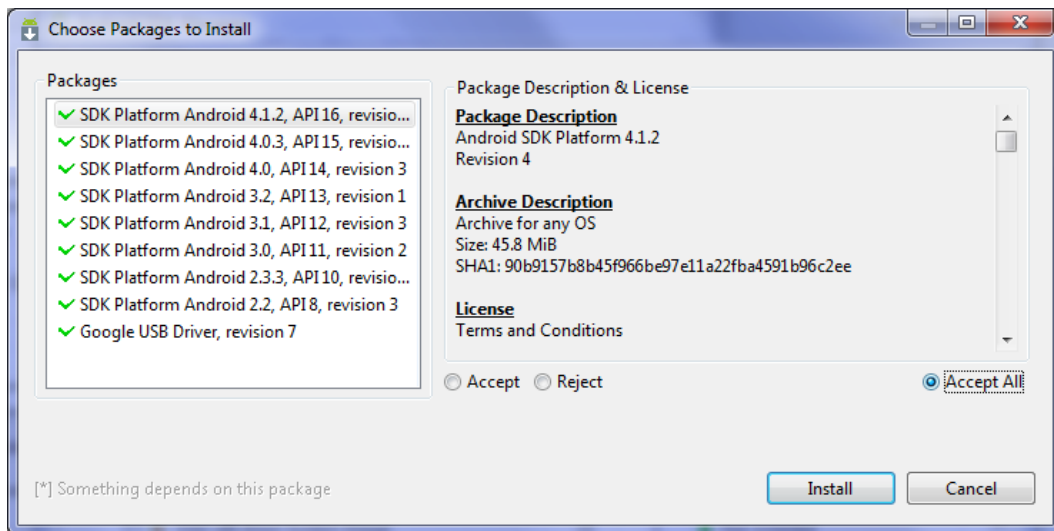 Choose Packages to Install
Packages
SDK Platform Android 4.1.2, API 16, revisio...
SDK Platform Android 4.0.3, API 15, revisio...
SDK Platform Android 4.0, API 14, revision 3
SDK Platform Android 3.2, API 13, revision 1
SDK Platform Android 3.1, API 12, revision 3
SDK Platform Android 3.0, API 11, revision 2
SDK Platform Android 2.3.3, API 10, revisio...
SDK Platform Android 2.2, API 8, revision 3
Google USB Driver, revision 7
Package Description & License
Package Description
Android SDK Platform 4.1.2
Revision 4
Archive Description
Archive for any OS
Size: 45.8 MiB
SHA1: 90b9157b8b45f966be97e11a22fba4591b96c2ee
License
Terms and Conditions
Accept Reject Accept All
[*] Something depends on this package
Install Cancel